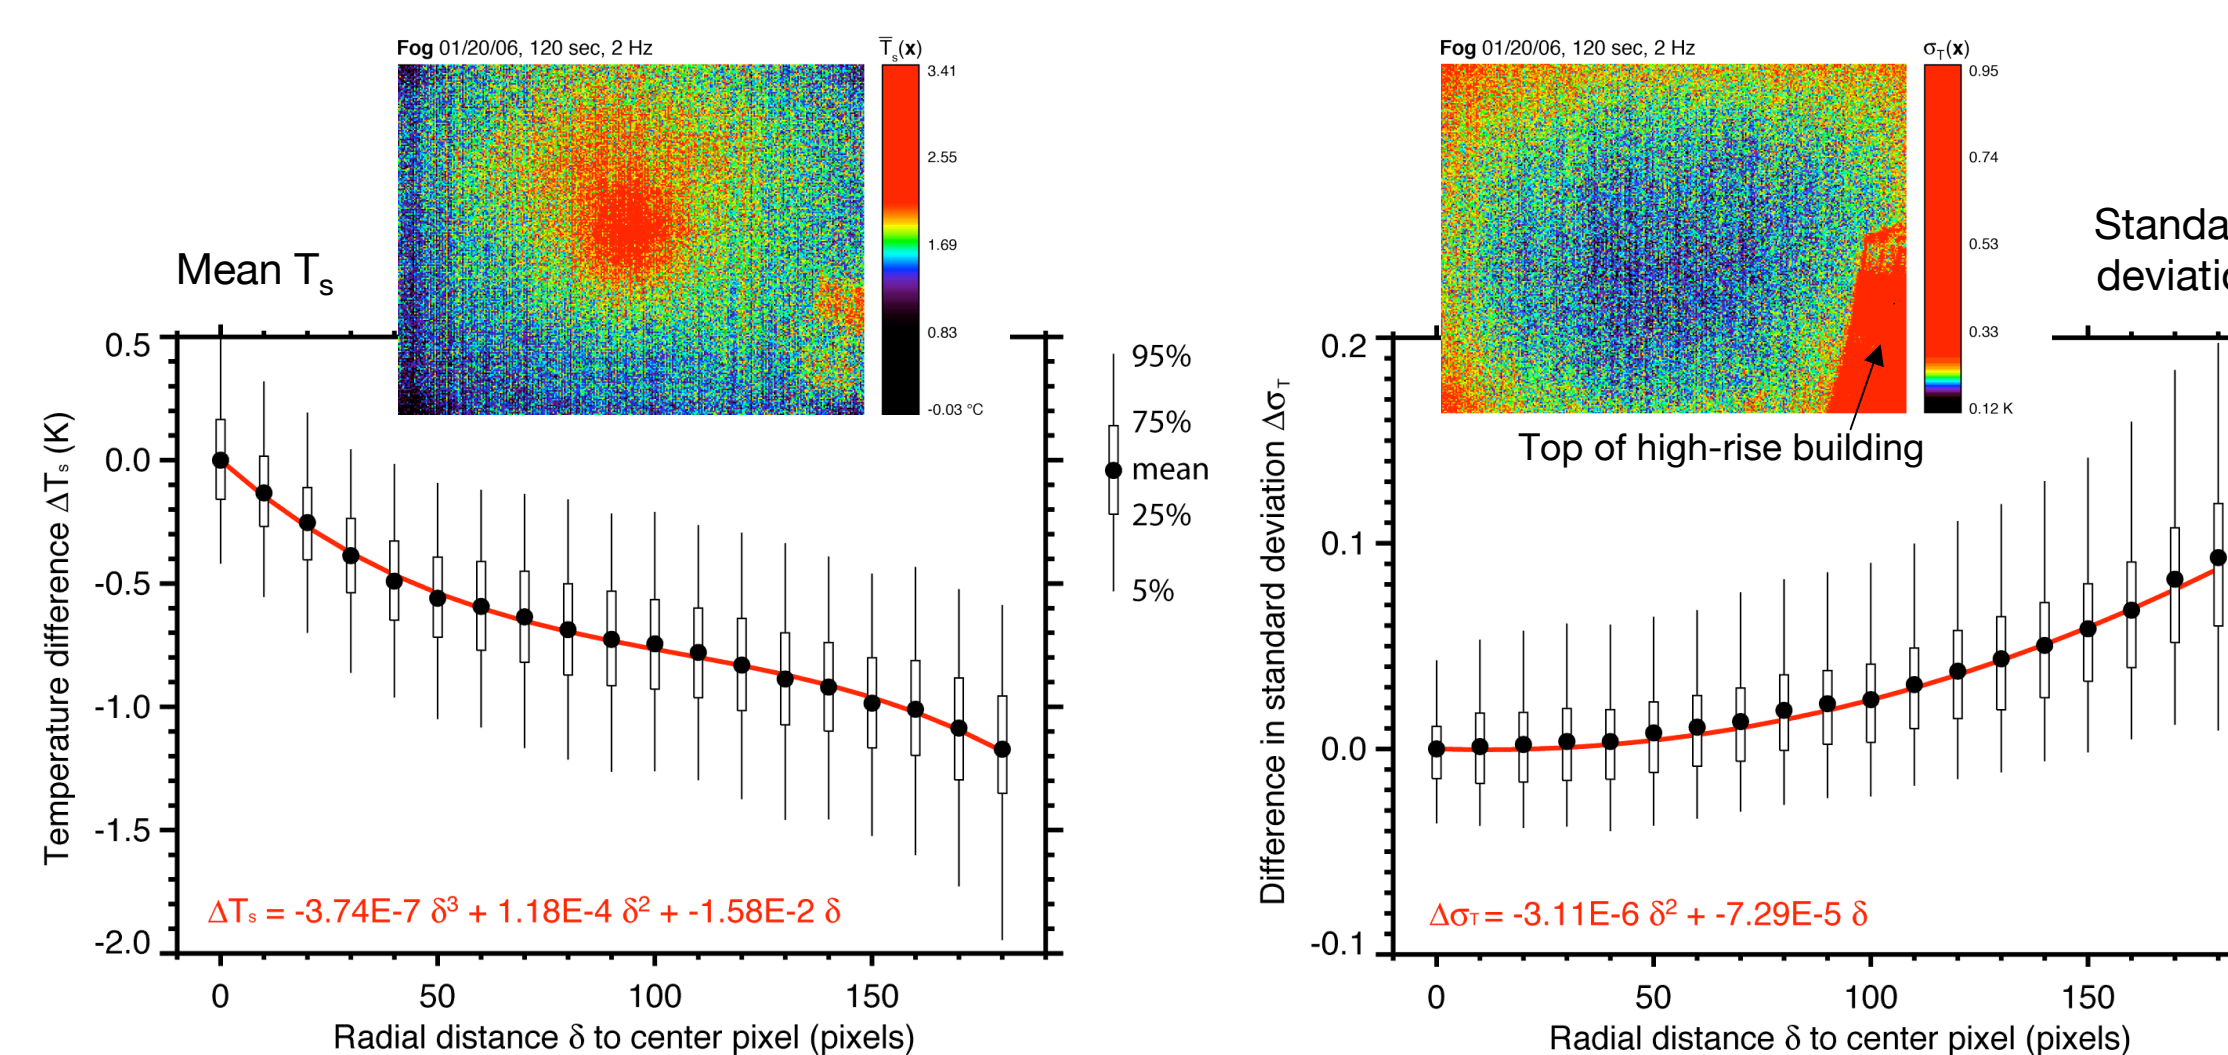 Fog 01/20/06, 120 sec, 2 Hz
T̅s(x)
3.41
2.55
1.69
0.83
-0.03 °C
Mean Ts
0.5
0.0
-0.5
-1.0
-1.5
-2.0
Temperature difference ΔTs (K)
ΔTs = -3.74E-7 δ³ + 1.18E-4 δ² + -1.58E-2 δ
0 50 100 150
Radial distance δ to center pixel (pixels)
95%
75%
mean
25%
5%
Fog 01/20/06, 120 sec, 2 Hz
σT(x)
0.95
0.74
0.53
0.33
0.12 K
Standa
deviatio
Top of high-rise building
0.2
0.1
0.0
-0.1
Difference in standard deviation ΔσT
ΔσT = -3.11E-6 δ² + -7.29E-5 δ
0 50 100 150
Radial distance δ to center pixel (pixels)